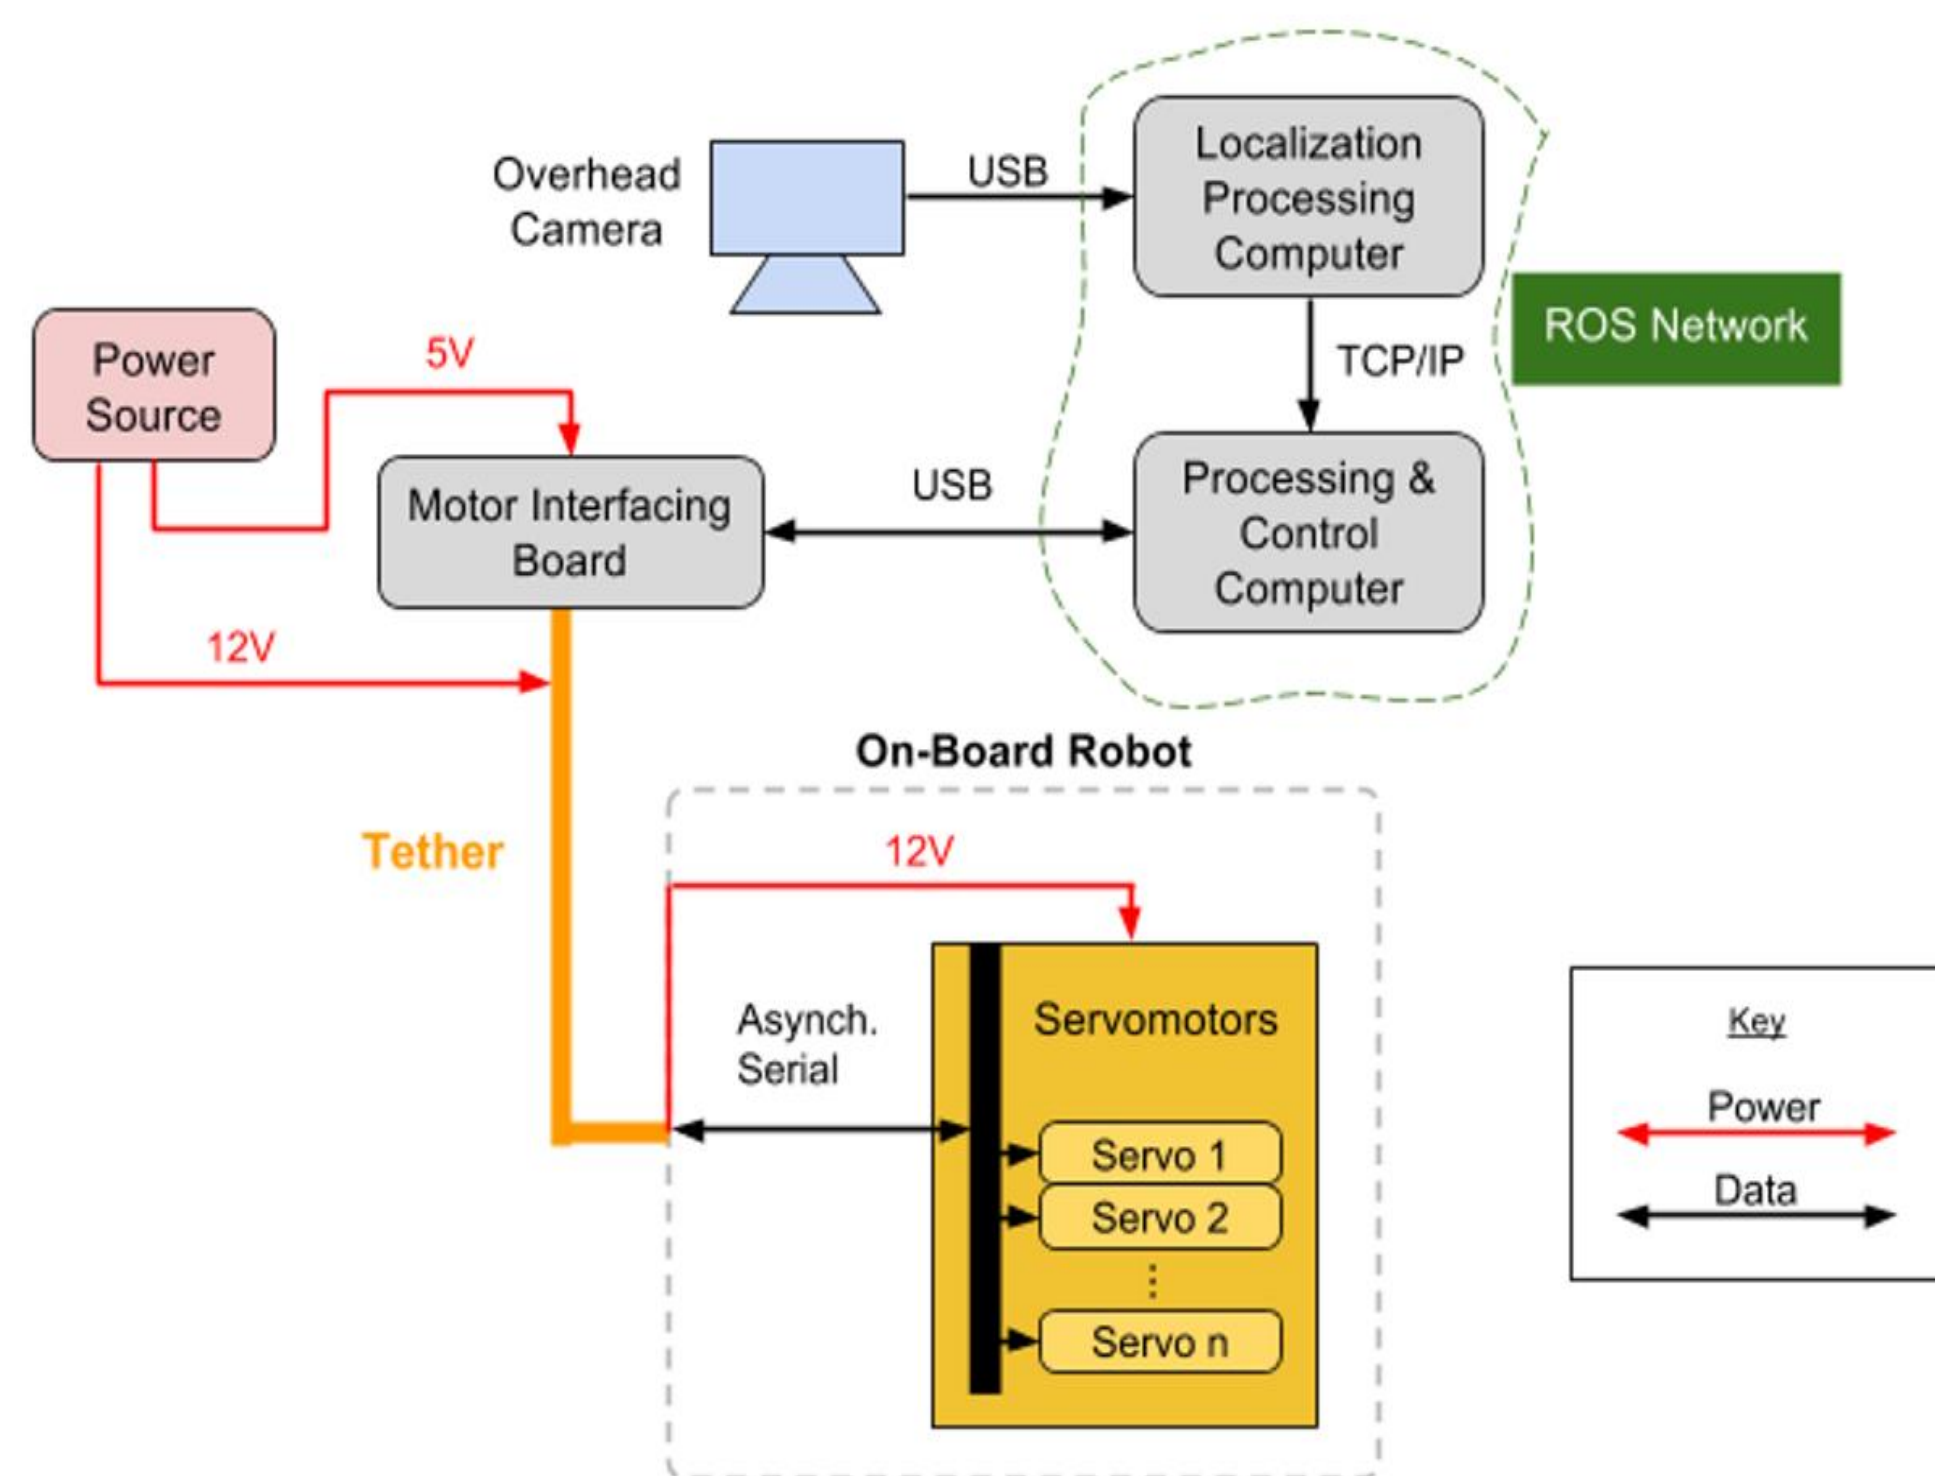 Overhead
Camera
USB
Localization
Processing
Computer
ROS Network
TCP/IP
Power
Source
5V
Motor Interfacing
Board
USB
Processing &
Control
Computer
12V
On-Board Robot
Tether
12V
Asynch.
Serial
Servomotors
Servo 1
Servo 2
⋮
Servo n
Key
Power
Data